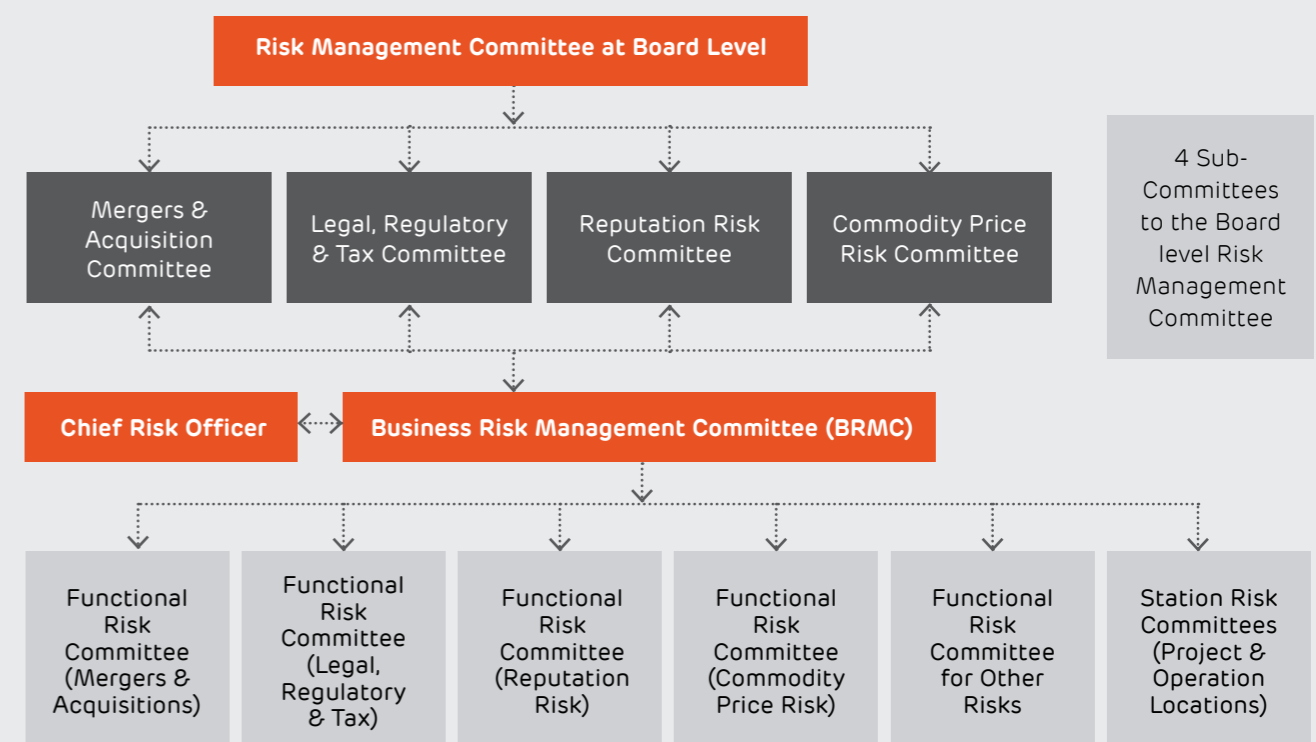 Risk Management Committee at Board Level
Mergers &
Acquisition
Committee
Legal, Regulatory
& Tax Committee
Reputation Risk
Committee
Commodity Price
Risk Committee
4 Sub-
Committees
to the Board
level Risk
Management
Committee
Chief Risk Officer
Business Risk Management Committee (BRMC)
Functional
Risk
Committee
(Mergers &
Acquisitions)
Functional
Risk
Committee
(Legal,
Regulatory
& Tax)
Functional
Risk
Committee
(Reputation
Risk)
Functional
Risk
Committee
(Commodity
Price Risk)
Functional
Risk
Committee
for Other
Risks
Station Risk
Committees
(Project &
Operation
Locations)